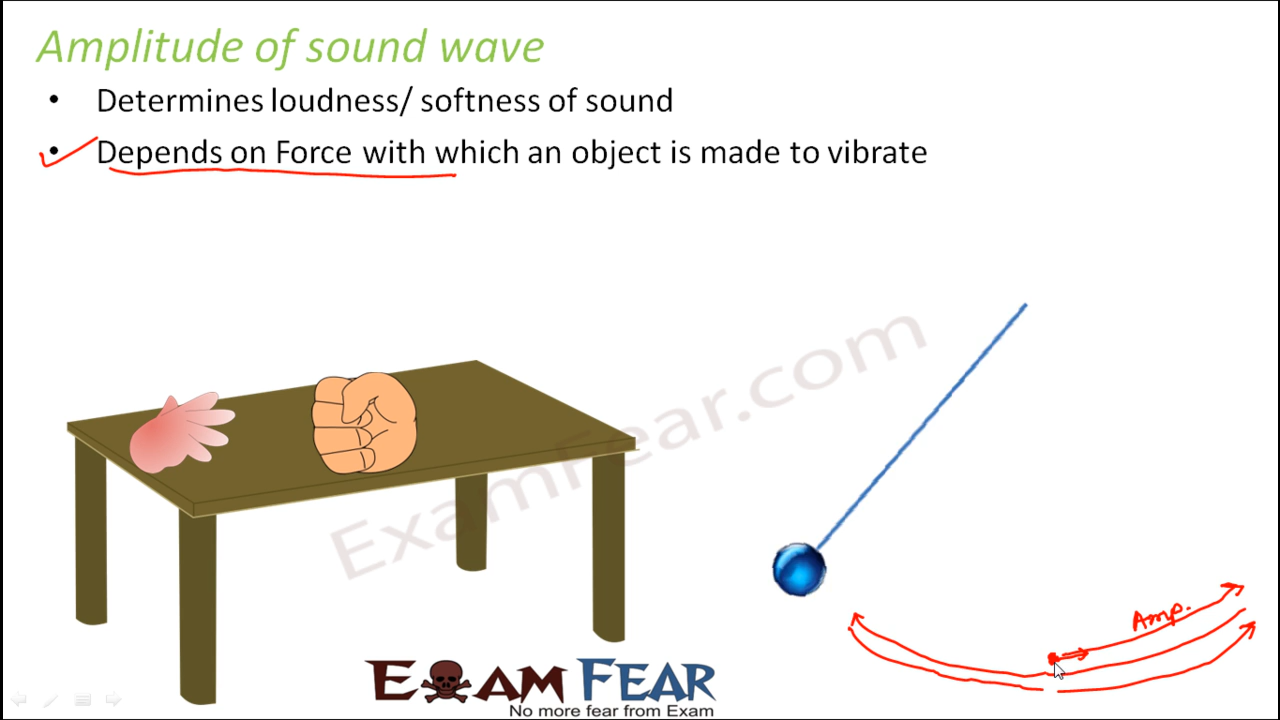 Amplitude of sound wave
• Determines loudness/ softness of sound
• Depends on Force with which an object is made to vibrate
ExamFear.com
Amp.
EXAM FEAR
No more fear from Exam